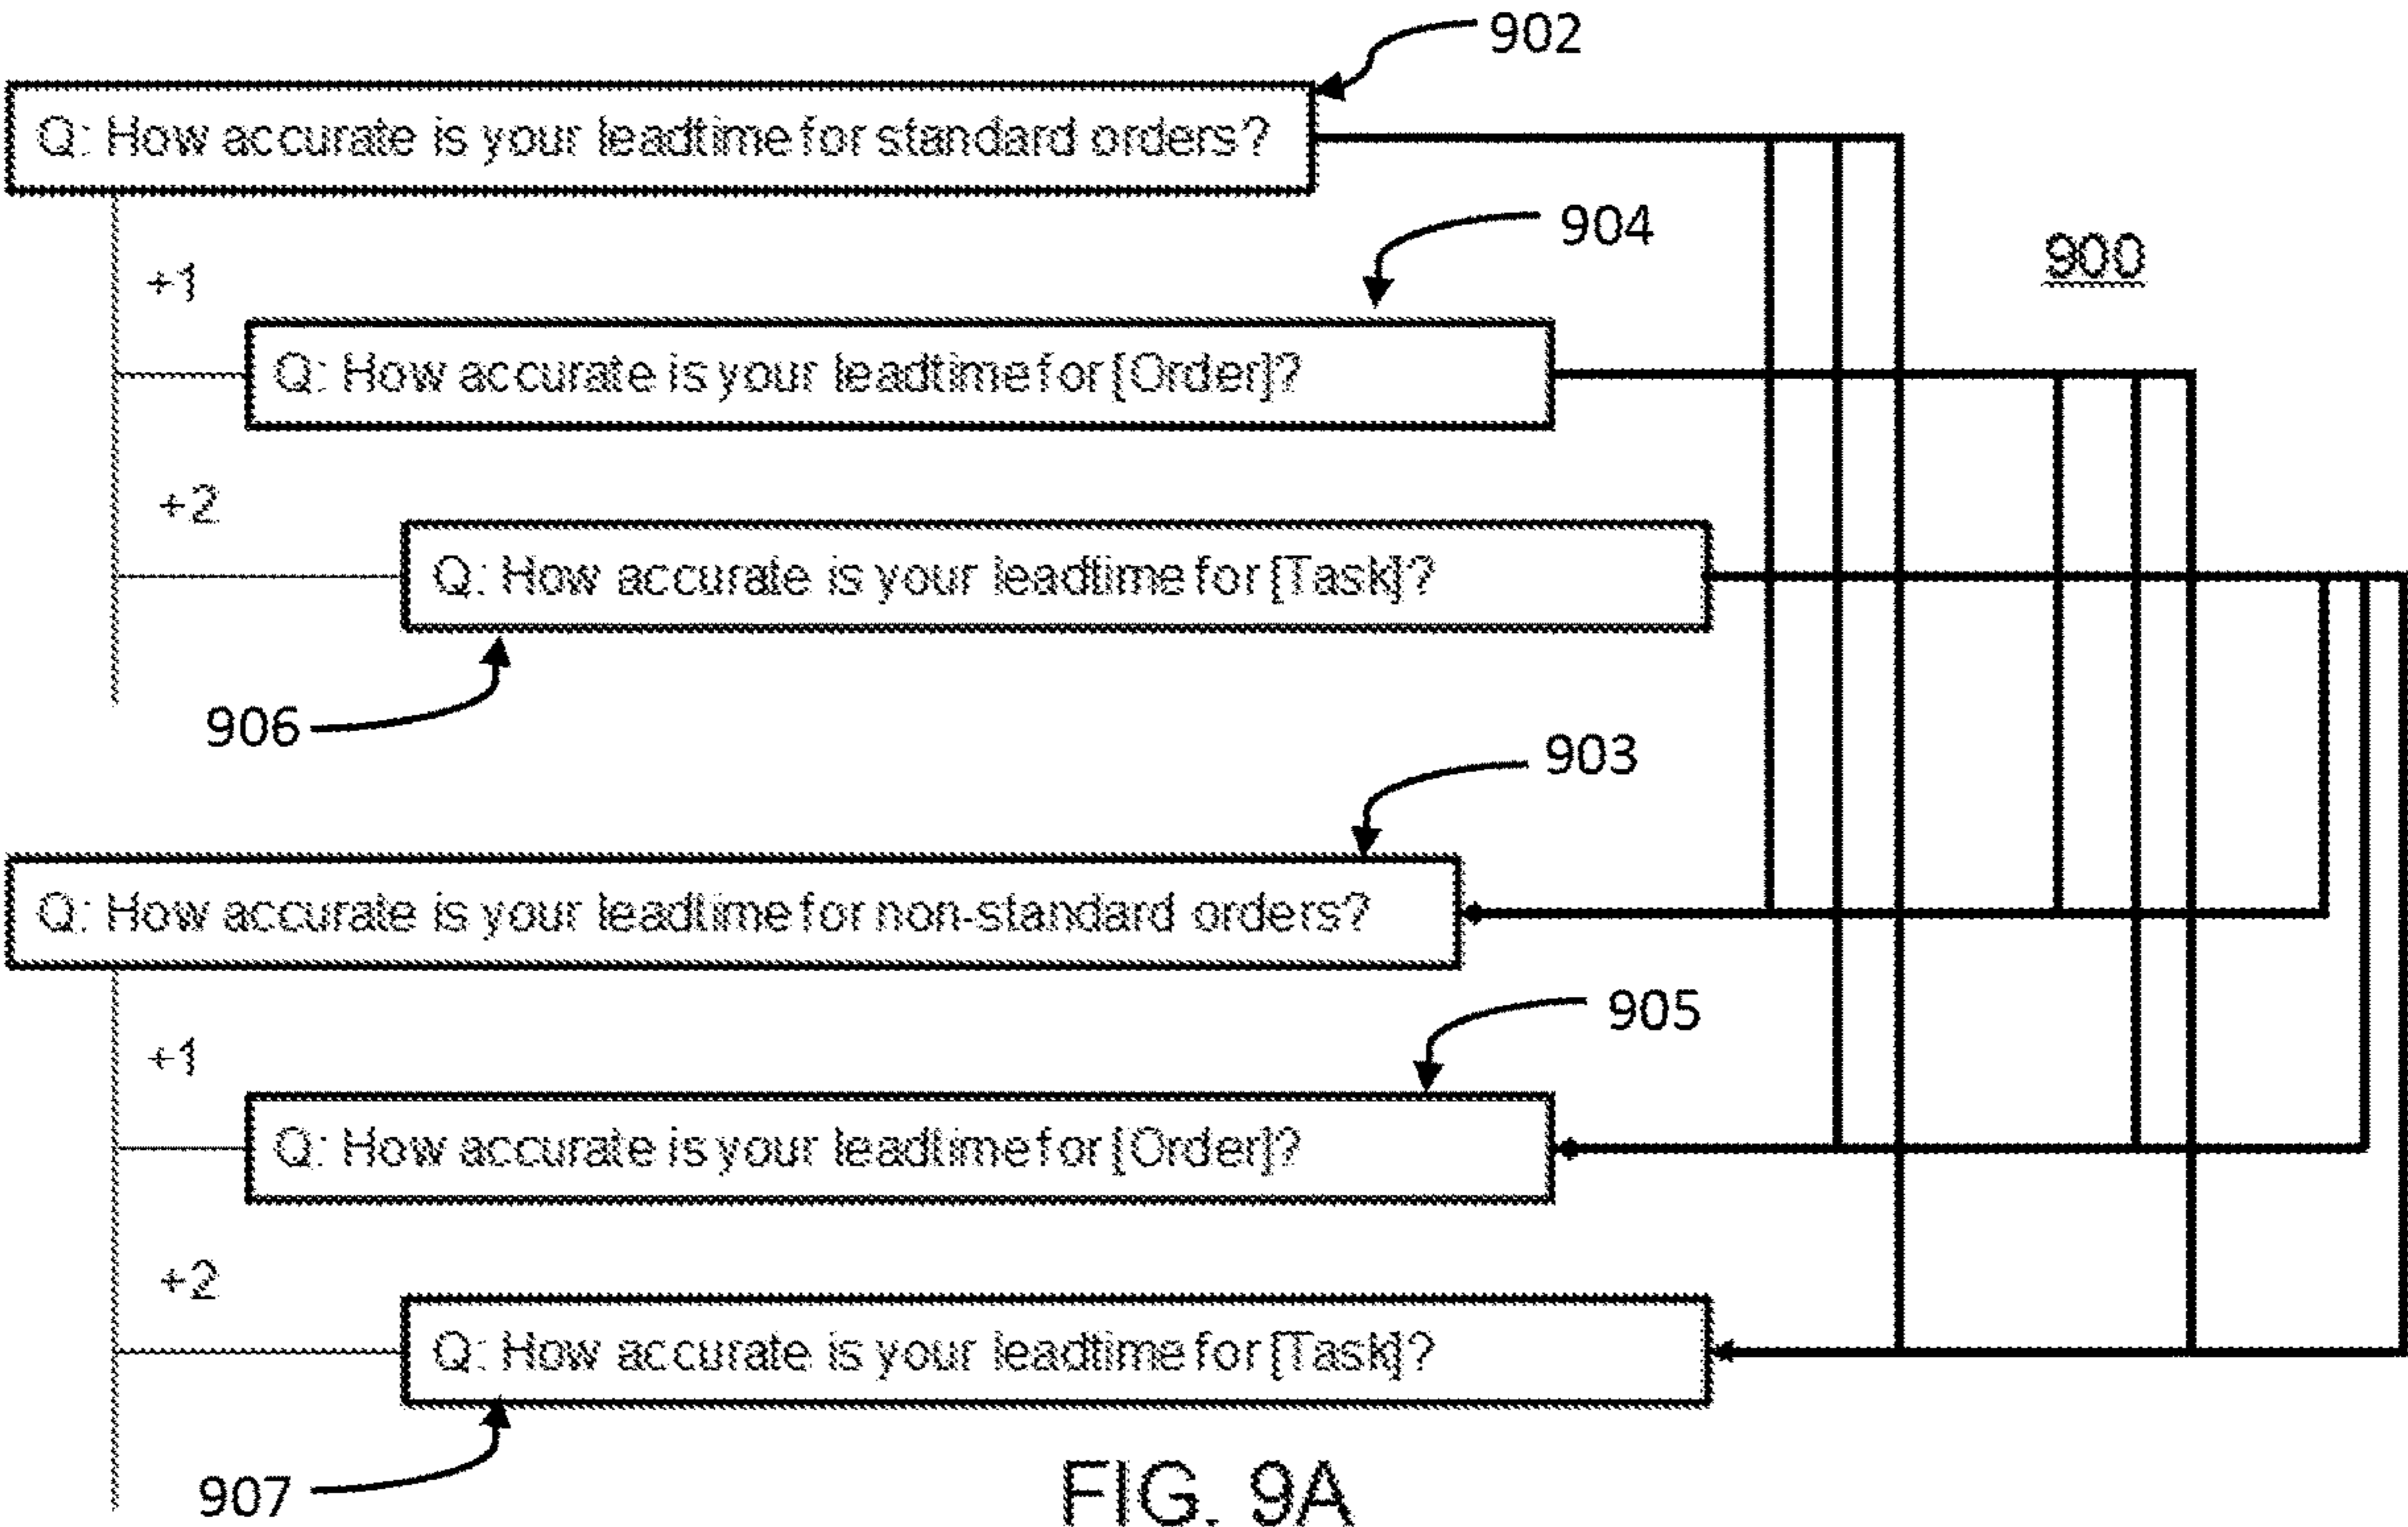 902
Q: How accurate is your leadtime for standard orders?
904
900
+1
Q: How accurate is your leadtime for [Order]?
+2
Q: How accurate is your leadtime for [Task]?
906
903
Q: How accurate is your leadtime for non-standard orders?
905
+1
Q: How accurate is your leadtime for [Order]?
+2
Q: How accurate is your leadtime for [Task]?
907
FIG. 9A